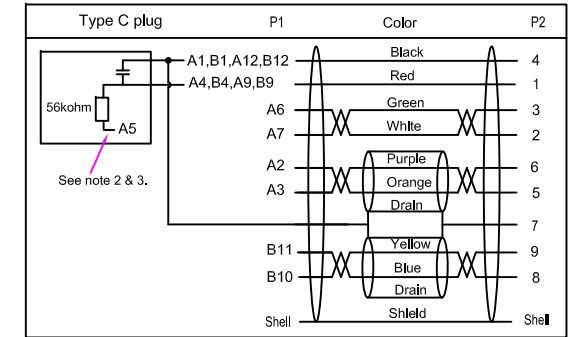 Type C plug P1 Color P2
A1,B1,A12,B12 Black 4
A4,B4,A9,B9 Red 1
56kohm
A5
See note 2 & 3.
A6 Green 3
A7 White 2
A2 Purple 6
A3 Orange 5
Drain
7
B11 Yellow 9
B10 Blue 8
Drain
Shell Shield Shell